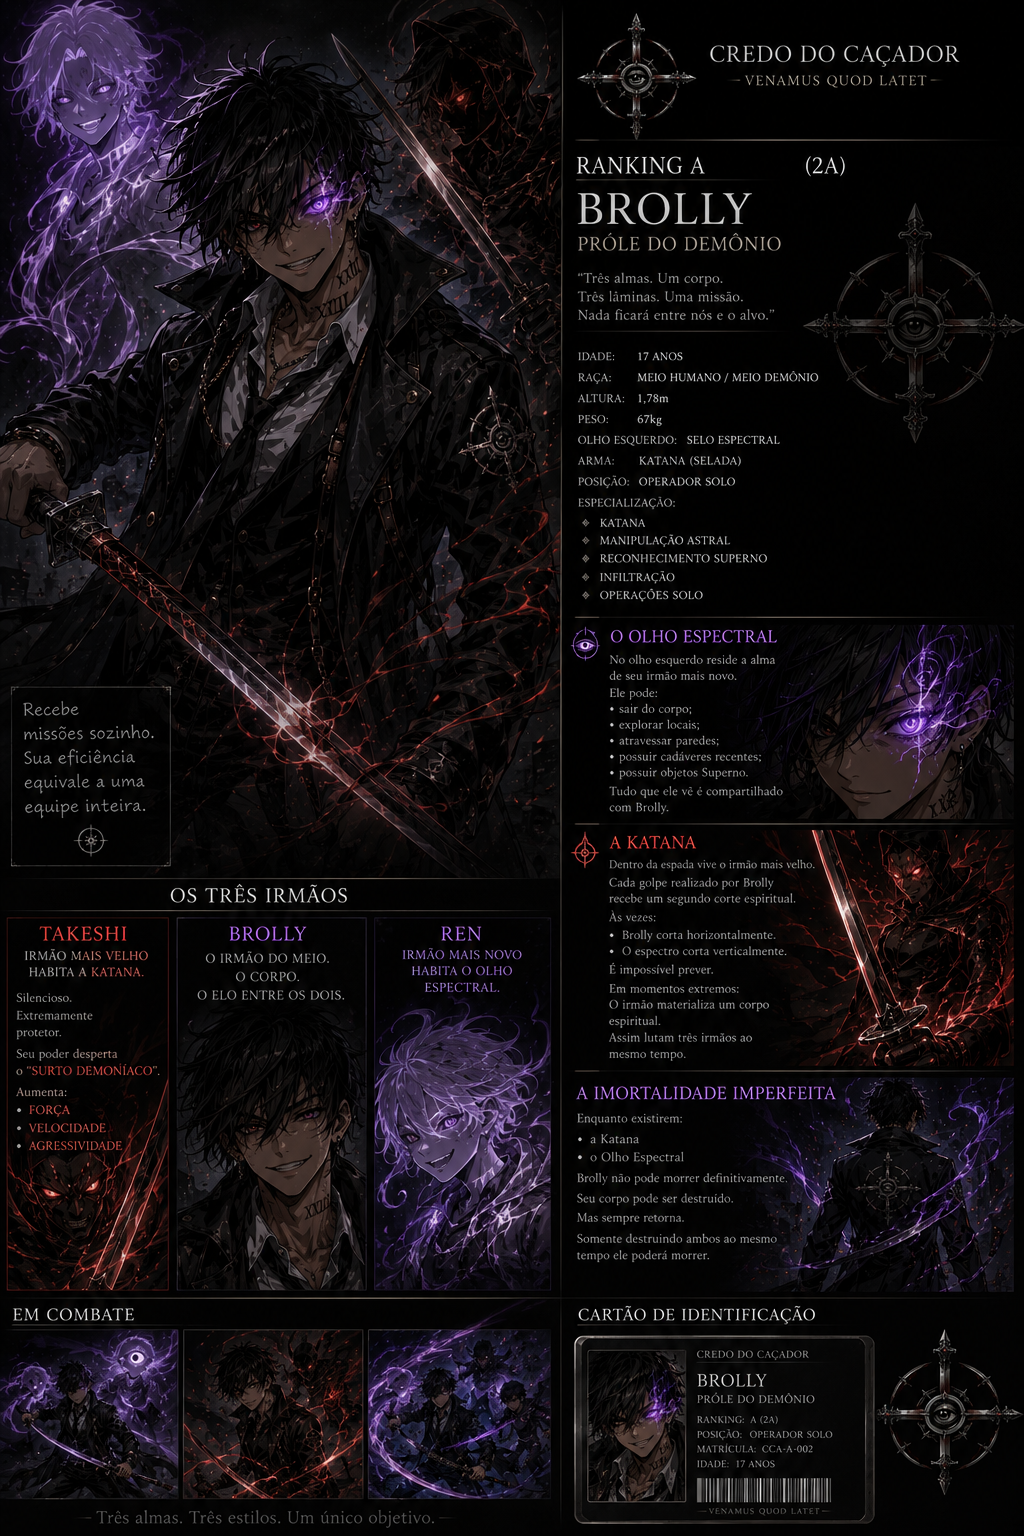 CREDO DO CAÇADOR
VENAMUS QUOD LATET
RANKING A (2A)
BROLLY
PRÓLE DO DEMÔNIO
"Três almas. Um corpo.
Três lâminas. Uma missão.
Nada ficará entre nós e o alvo."
IDADE: 17 ANOS
RAÇA: MEIO HUMANO / MEIO DEMÔNIO
ALTURA: 1,78m
PESO: 67kg
OLHO ESQUERDO: SELO ESPECTRAL
ARMA: KATANA (SELADA)
POSIÇÃO: OPERADOR SOLO
ESPECIALIZAÇÃO:
KATANA
MANIPULAÇÃO ASTRAL
RECONHECIMENTO SUPERNO
INFILTRAÇÃO
OPERAÇÕES SOLO
O OLHO ESPECTRAL
No olho esquerdo reside a alma
de seu irmão mais novo.
Ele pode:
• sair do corpo;
• explorar locais;
• atravessar paredes;
• possuir cadáveres recentes;
• possuir objetos Superno.
Tudo que ele vê é compartilhado
com Brolly.
A KATANA
Dentro da espada vive o irmão mais velho.
Cada golpe realizado por Brolly
recebe um segundo corte espiritual.
Às vezes:
• Brolly corta horizontalmente.
• O espectro corta verticalmente.
É impossível prever.
Em momentos extremos:
O irmão materializa um corpo
espiritual.
Assim lutam três irmãos ao
mesmo tempo.
A IMORTALIDADE IMPERFEITA
Enquanto existirem:
• a Katana
• o Olho Espectral
Brolly não pode morrer definitivamente.
Seu corpo pode ser destruído.
Mas sempre retorna.
Somente destruindo ambos ao mesmo
tempo ele poderá morrer.
Recebe
missões sozinho.
Sua eficiência
equivale a uma
equipe inteira.
OS TRÊS IRMÃOS
TAKESHI
IRMÃO MAIS VELHO
HABITA A KATANA.
Silencioso.
Extremamente
protetor.
Seu poder desperta
o "SURTO DEMONÍACO".
Aumenta:
• FORÇA
• VELOCIDADE
• AGRESSIVIDADE
BROLLY
O IRMÃO DO MEIO.
O CORPO.
O ELO ENTRE OS DOIS.
REN
IRMÃO MAIS NOVO
HABITA O OLHO
ESPECTRAL.
EM COMBATE
Três almas. Três estilos. Um único objetivo.
CARTÃO DE IDENTIFICAÇÃO
CREDO DO CAÇADOR
BROLLY
PRÓLE DO DEMÔNIO
RANKING: A (2A)
POSIÇÃO: OPERADOR SOLO
MATRÍCULA: CCA-A-002
IDADE: 17 ANOS
VENAMUS QUOD LATET